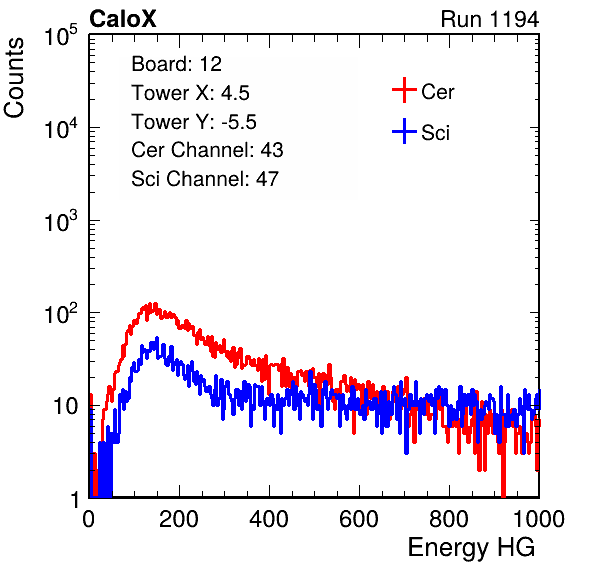 CaloX Run 1194
Counts
10^5
10^4
10^3
10^2
10
1
Board: 12
Tower X: 4.5
Tower Y: -5.5
Cer Channel: 43
Sci Channel: 47
Cer
Sci
0 200 400 600 800 1000
Energy HG